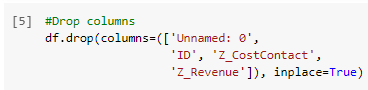 [5] #Drop columns
df.drop(columns=(['Unnamed: 0',
'ID', 'Z_CostContact',
'Z_Revenue']), inplace=True)